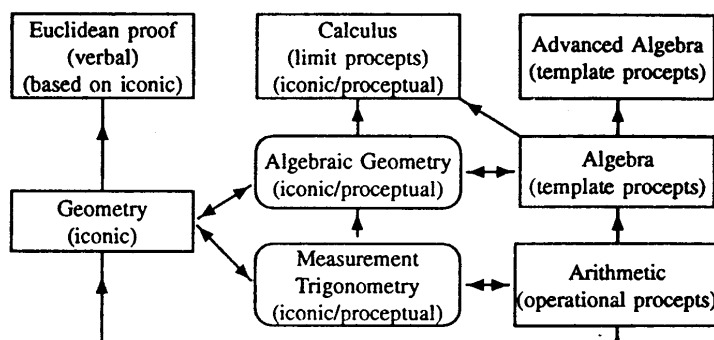 Euclidean proof
(verbal)
(based on iconic)
Calculus
(limit procepts)
(iconic/proceptual)
Advanced Algebra
(template procepts)
Algebraic Geometry
(iconic/proceptual)
Algebra
(template procepts)
Geometry
(iconic)
Measurement
Trigonometry
(iconic/proceptual)
Arithmetic
(operational procepts)